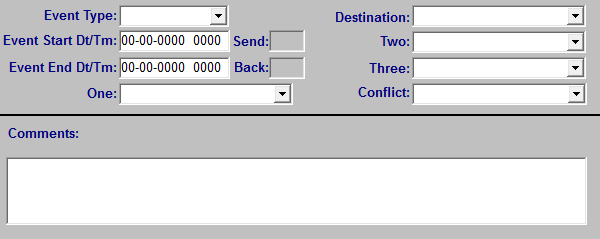 Event Type: Destination:
Event Start Dt/Tm: 00-00-0000 0000 Send: Two:
Event End Dt/Tm: 00-00-0000 0000 Back: Three:
One: Conflict:
Comments: